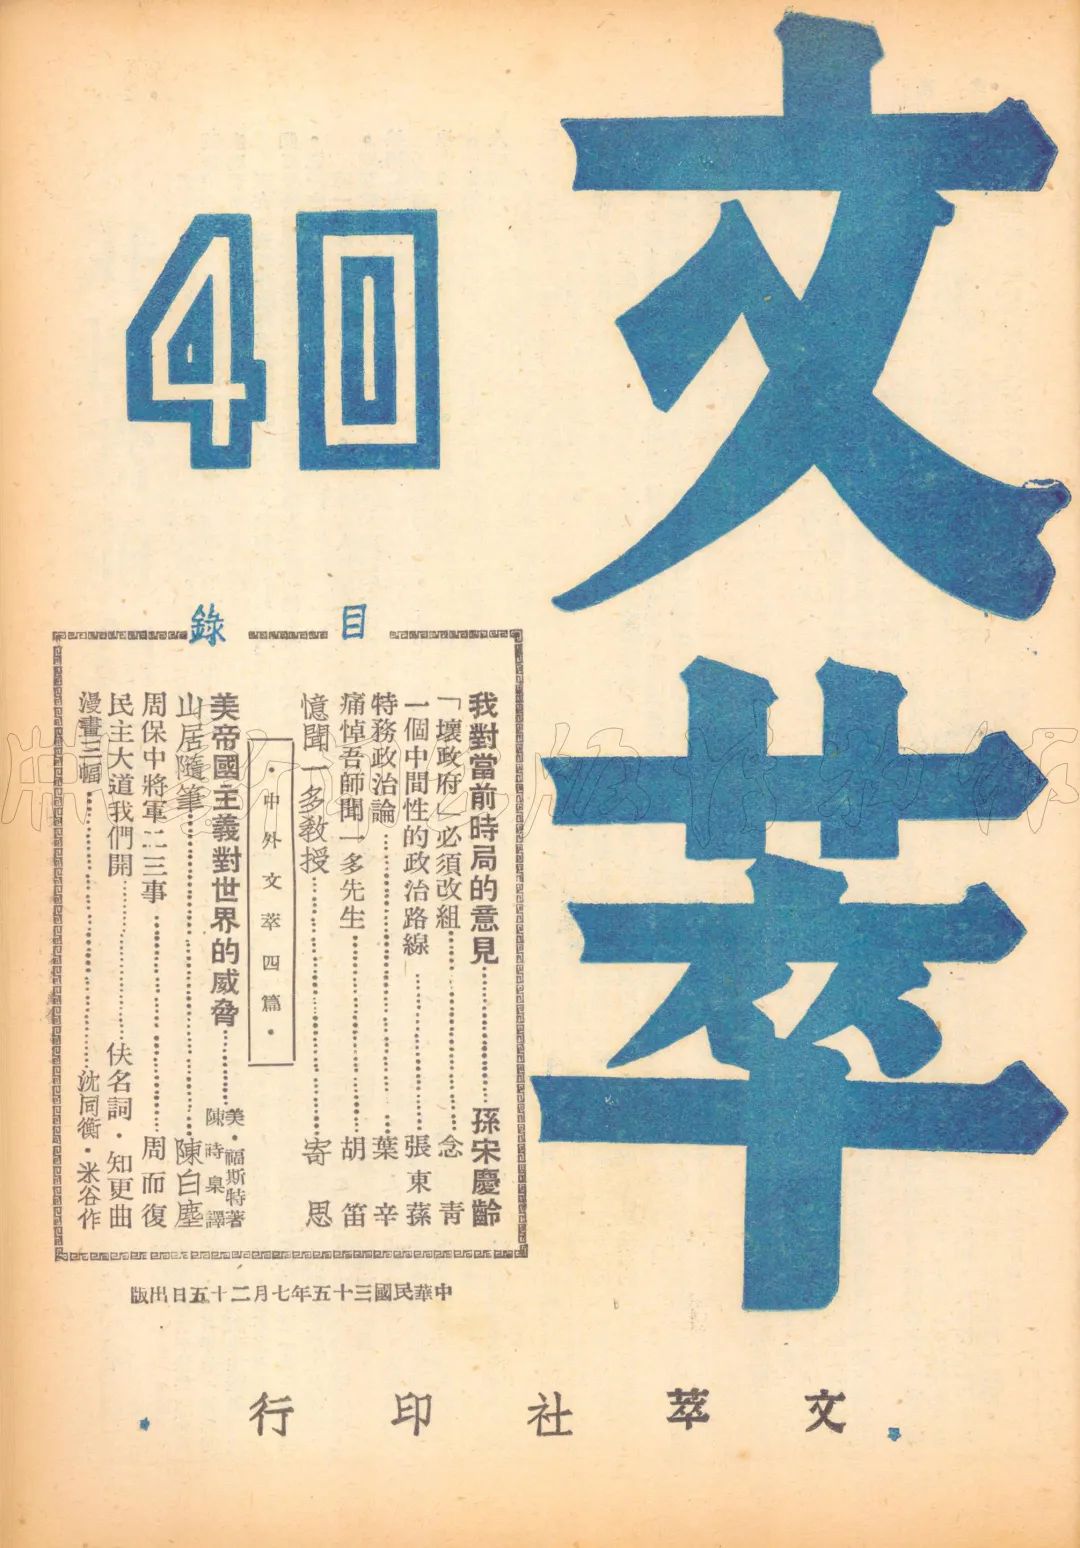 文萃
40
目錄
我對當前時局的意見 孫宋慶齡
「壞政府」必須改組 念青
一個中間性的政治路線 張東蓀
特務政治論 葉辛
痛悼吾師聞一多先生 胡笛
憶聞一多教授 寄思
·中外文萃四篇·
美帝國主義對世界的威脅 美·福斯特著 陳時臬譯
山居隨筆 陳白塵
周保中將軍二三事 周而復
民主大道我們開 佚名詞·知更曲
漫畫三幅 沈同衡·米谷作
中華民國三十五年七月二十五日出版
文萃社印行